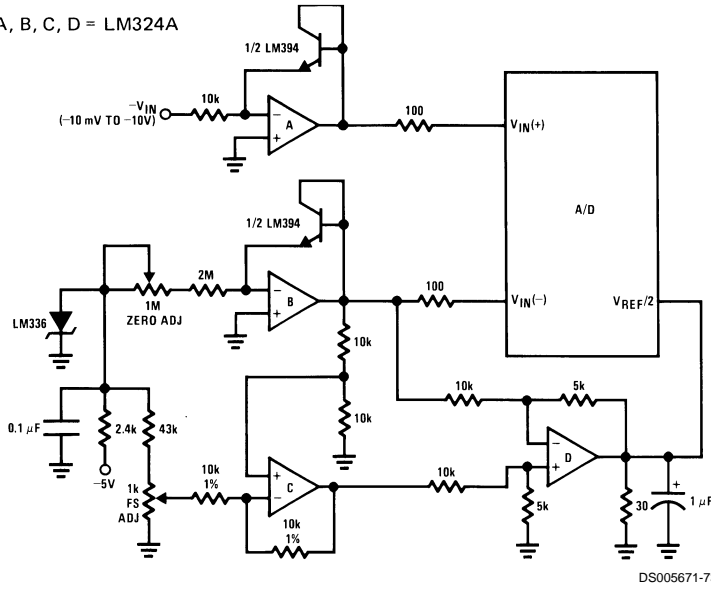 A, B, C, D = LM324A
1/2 LM394
10k
−VIN
(−10 mV TO −10V)
−
A
+
100
VIN(+)
A/D
1/2 LM394
2M
1M
ZERO ADJ
−
B
+
100
VIN(−)
VREF/2
LM336
10k
10k
5k
0.1 μF
2.4k
43k
10k
−
D
+
−5V
1k
FS
ADJ
10k
1%
+
C
−
10k
5k
30
+
1 μF
10k
1%
DS005671-7